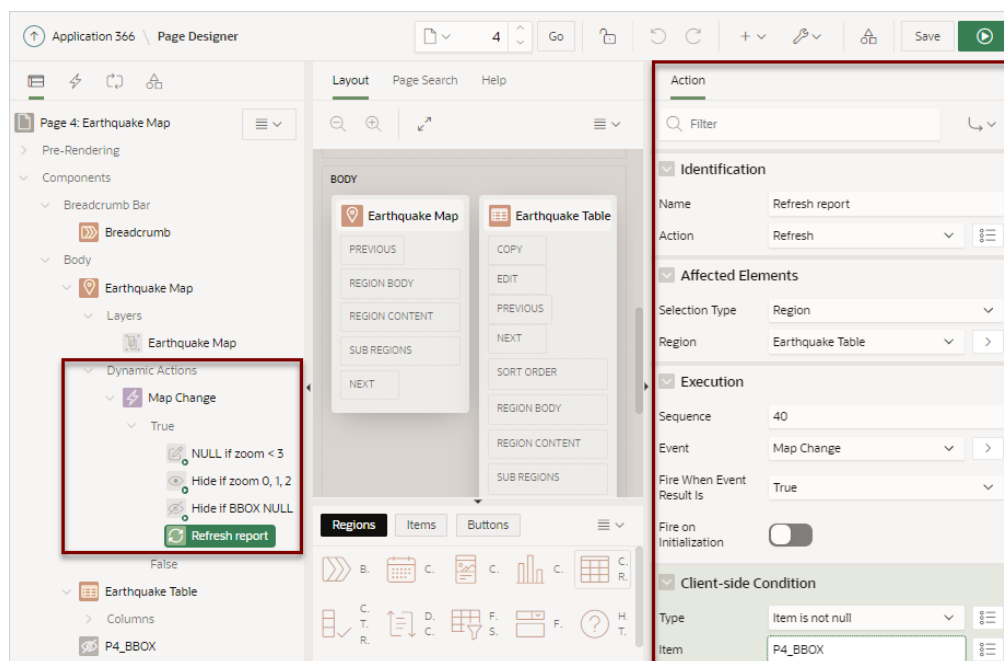 Application 366 \ Page Designer
4
Go
Save
Page 4: Earthquake Map
Pre-Rendering
Components
Breadcrumb Bar
Breadcrumb
Body
Earthquake Map
Layers
Earthquake Map
Dynamic Actions
Map Change
True
NULL if zoom < 3
Hide if zoom 0, 1, 2
Hide if BBOX NULL
Refresh report
False
Earthquake Table
Columns
P4_BBOX
Layout Page Search Help
BODY
Earthquake Map
PREVIOUS
REGION BODY
REGION CONTENT
SUB REGIONS
NEXT
Earthquake Table
COPY
EDIT
PREVIOUS
NEXT
SORT ORDER
REGION BODY
REGION CONTENT
SUB REGIONS
Regions Items Buttons
B.
C.
C.
C.
C.
R.
C.
T.
R.
D.
C.
F.
S.
F.
H.
T.
Action
Filter
Identification
Name Refresh report
Action Refresh
Affected Elements
Selection Type Region
Region Earthquake Table
Execution
Sequence 40
Event Map Change
Fire When Event
Result Is True
Fire on
Initialization
Client-side Condition
Type Item is not null
Item P4_BBOX